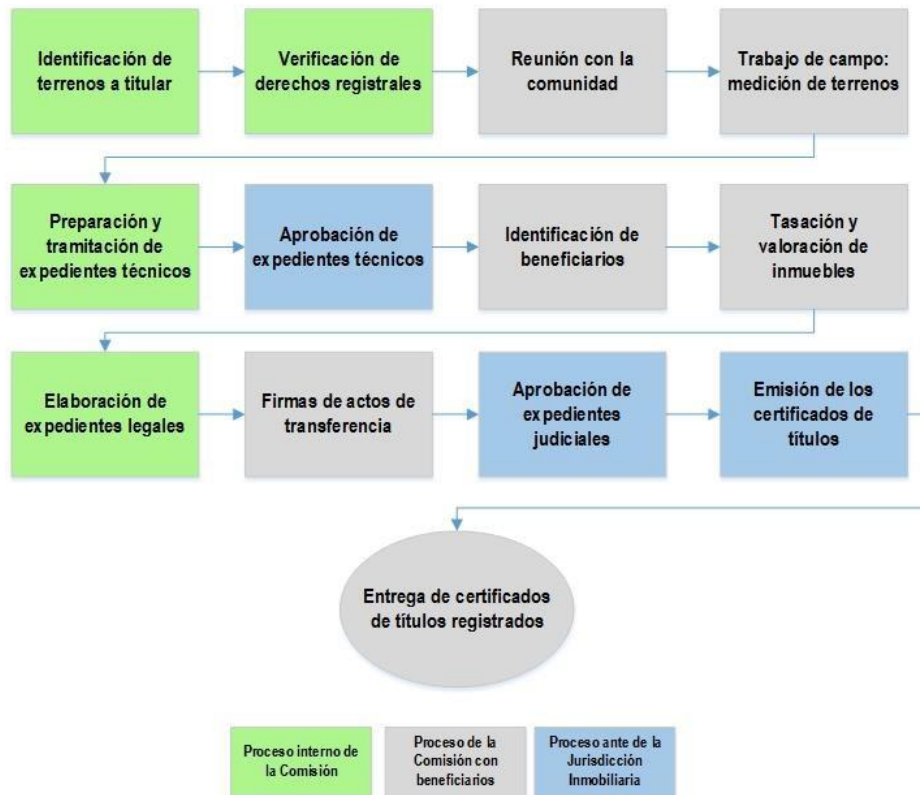 Identificación de
terrenos a titular
Verificación de
derechos registrales
Reunión con la
comunidad
Trabajo de campo:
medición de terrenos
Preparación y
tramitación de
expedientes técnicos
Aprobación de
expedientes técnicos
Identificación de
beneficiarios
Tasación y
valoración de
inmuebles
Elaboración de
expedientes legales
Firmas de actos de
transferencia
Aprobación de
expedientes
judiciales
Emisión de los
certificados de
títulos
Entrega de certificados
de títulos registrados
Proceso interno de
la Comisión
Proceso de la
Comisión con
beneficiarios
Proceso ante de la
Jurisdicción
Inmobiliaria